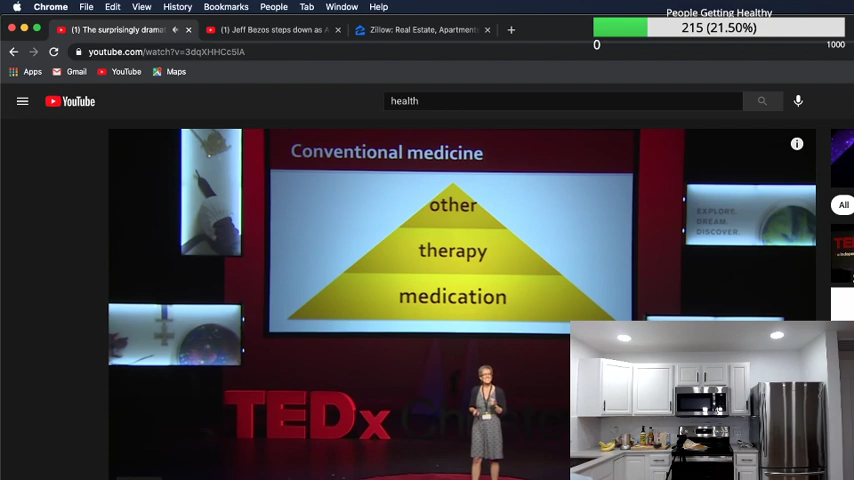 Chrome File Edit View History Bookmarks People Tab Window Help
People Getting Healthy
215 (21.50%)
0 1000
(1) The surprisingly dramat
(1) Jeff Bezos steps down as A
Zillow: Real Estate, Apartment
youtube.com/watch?v=3dqXHHCc5lA
Apps Gmail YouTube Maps
YouTube
health
Conventional medicine
other
therapy
medication
EXPLORE.
DREAM.
DISCOVER.
All
TEDx